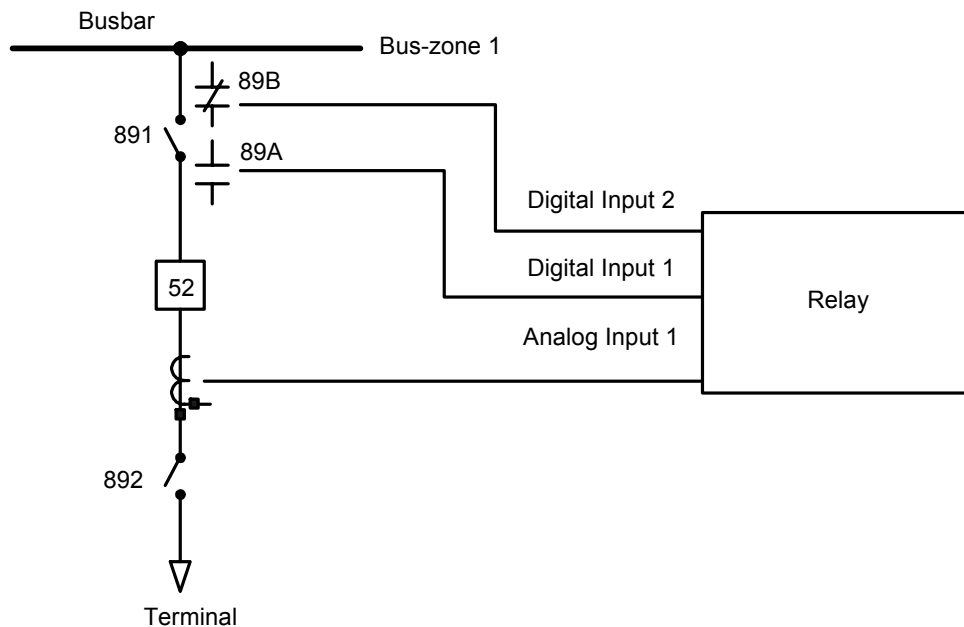 Busbar
Bus-zone 1
89B
891
89A
Digital Input 2
52
Digital Input 1
Relay
Analog Input 1
892
Terminal